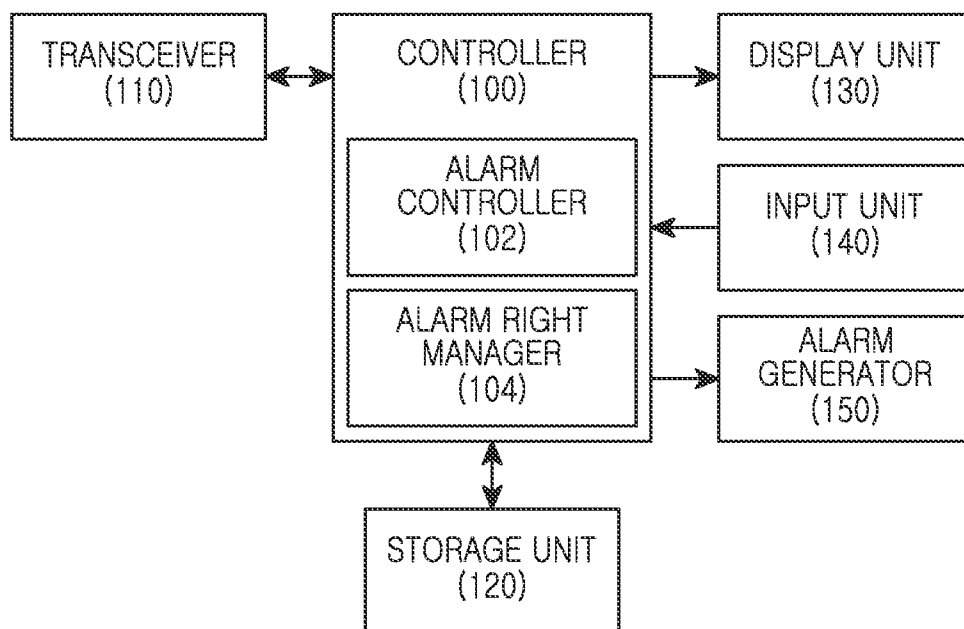 TRANSCEIVER
(110)
CONTROLLER
(100)
DISPLAY UNIT
(130)
ALARM
CONTROLLER
(102)
INPUT UNIT
(140)
ALARM RIGHT
MANAGER
(104)
ALARM
GENERATOR
(150)
STORAGE UNIT
(120)